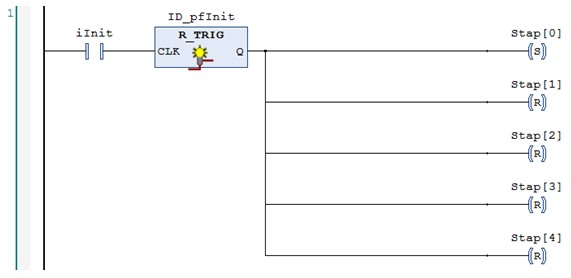 1
ID_pfInit
iInit
R_TRIG
CLK Q
Stap[0]
S
Stap[1]
R
Stap[2]
R
Stap[3]
R
Stap[4]
R